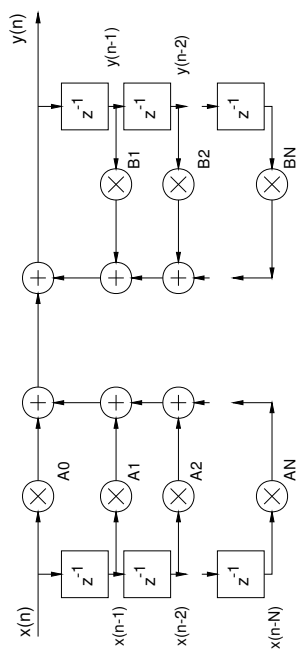 x(n) y(n)
A0
z⁻¹ z⁻¹
x(n-1) A1 B1 y(n-1)
z⁻¹ z⁻¹
x(n-2) A2 B2 y(n-2)
z⁻¹ z⁻¹
x(n-N) AN BN